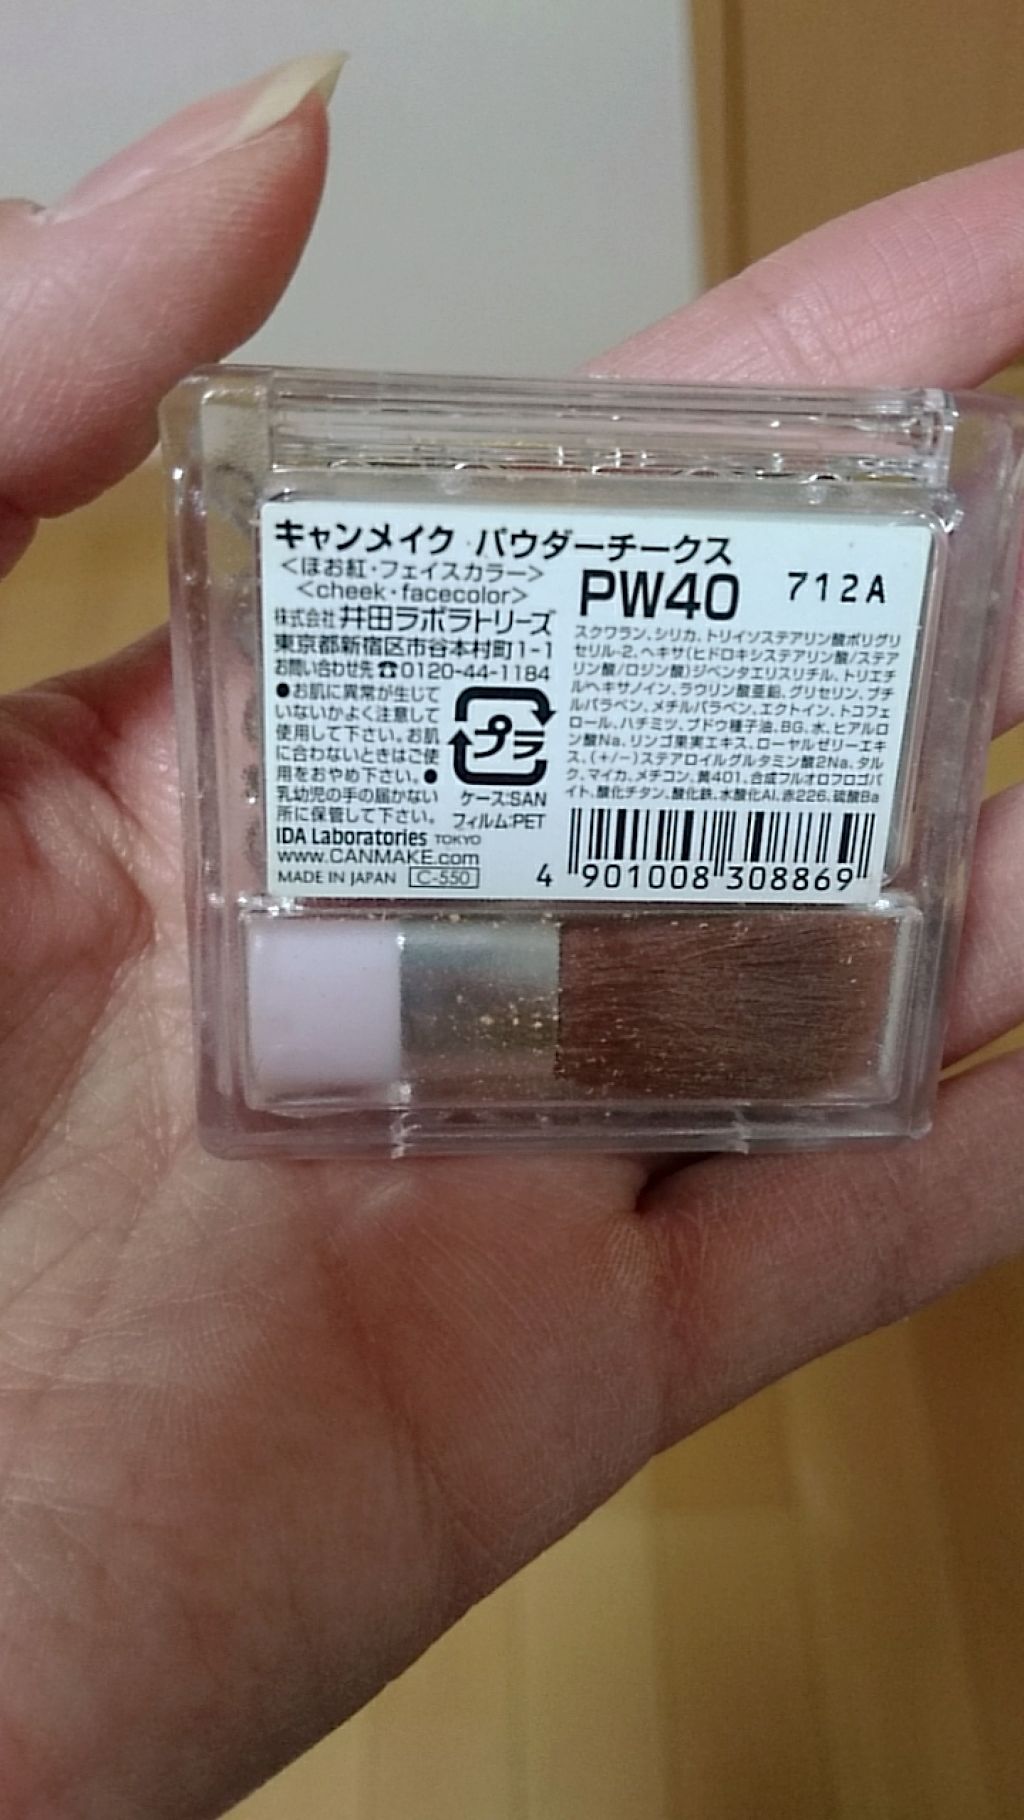 キャンメイク パウダーチークス
<ほお紅・フェイスカラー>
<cheek・facecolor>
株式会社 井田ラボラトリーズ
東京都新宿区市谷本村町1-1
お問い合わせ先☎0120-44-1184
●お肌に異常が生じて
いないかよく注意して
使用して下さい。お肌
に合わないときはご使
用をおやめ下さい。●
乳幼児の手の届かない
所に保管して下さい。
プラ
ケース:SAN
フィルム:PET
IDA Laboratories TOKYO
www.CANMAKE.com
MADE IN JAPAN C-550
PW40 712A
スクワラン、シリカ、トリイソステアリン酸ポリグリ
セリル-2、ヘキサ(ヒドロキシステアリン酸/ステア
リン酸/ロジン酸)ジペンタエリスリチル、トリエチ
ルヘキサノイン、ラウリン酸亜鉛、グリセリン、ブチ
ルパラベン、メチルパラベン、エクトイン、トコフェ
ロール、ハチミツ、ブドウ種子油、BG、水、ヒアルロ
ン酸Na、リンゴ果実エキス、ローヤルゼリーエキ
ス、(+/-)ステアロイルグルタミン酸2Na、タル
ク、マイカ、メチコン、黄401、合成フルオロフロゴパ
イト、酸化チタン、酸化鉄、水酸化Al、赤226、硫酸Ba
4 901008 308869